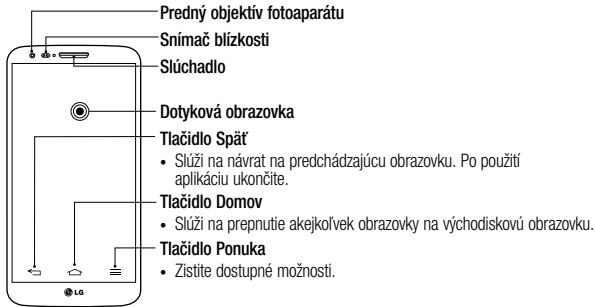 Predný objektív fotoaparátu
Snímač blízkosti
Slúchadlo
Dotyková obrazovka
Tlačidlo Späť
• Slúži na návrat na predchádzajúcu obrazovku. Po použití
aplikáciu ukončite.
Tlačidlo Domov
• Slúži na prepnutie akejkoľvek obrazovky na východiskovú obrazovku.
Tlačidlo Ponuka
• Zistite dostupné možnosti.
LG